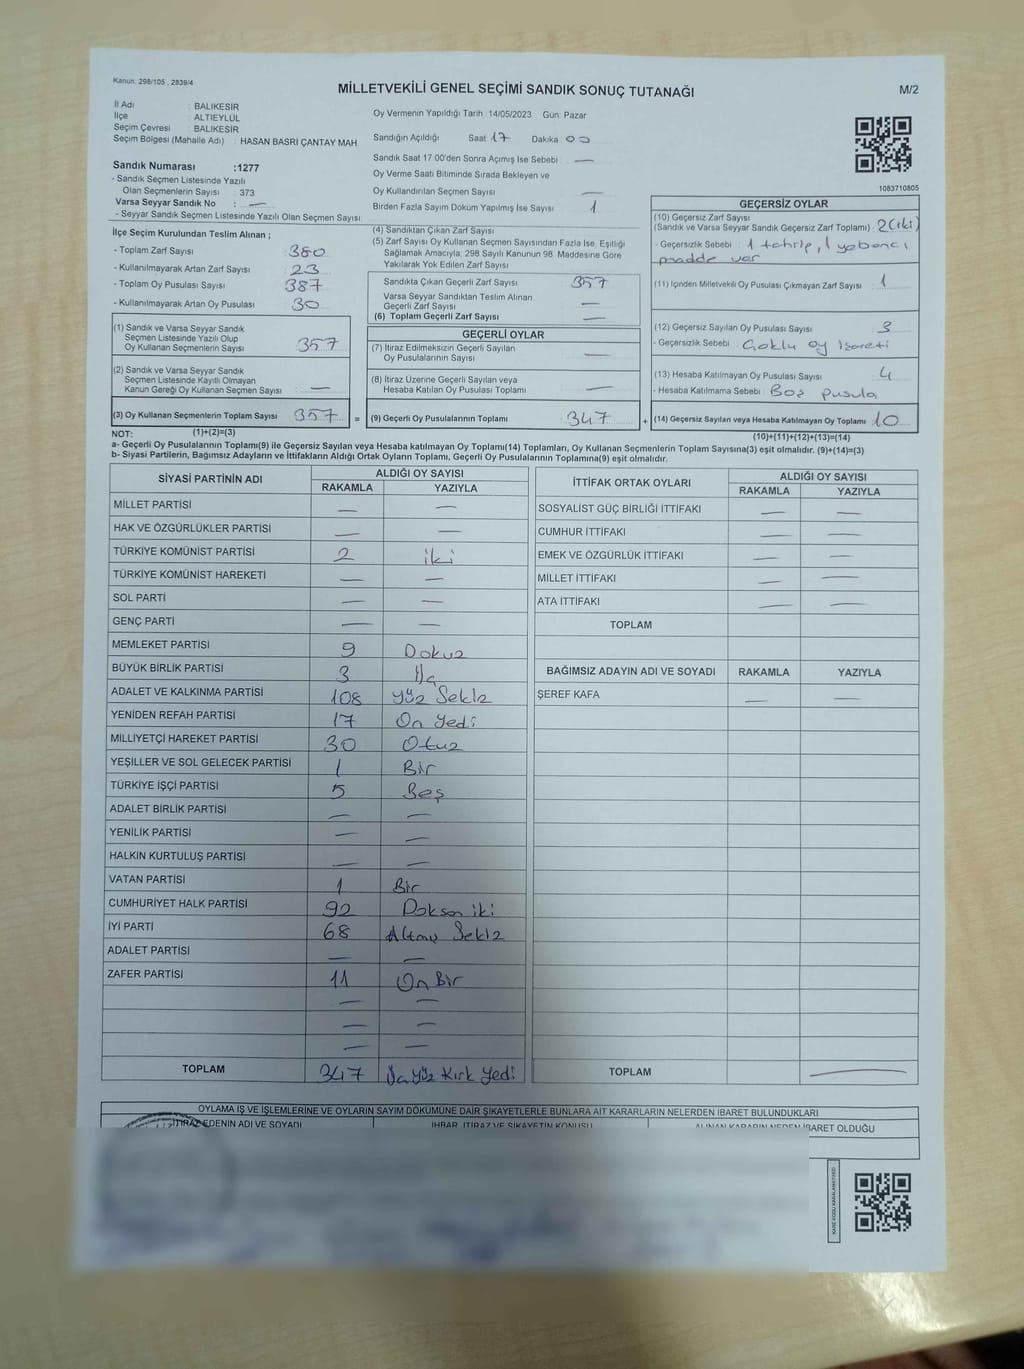 Kanun. 298/105 , 2839/4
MİLLETVEKİLİ GENEL SEÇİMİ SANDIK SONUÇ TUTANAĞI
M/2
İl Adı : BALIKESİR
İlçe : ALTIEYLÜL
Seçim Çevresi : BALIKESİR
Seçim Bölgesi (Mahalle Adı) : HASAN BASRİ ÇANTAY MAH.
Sandık Numarası :1277
- Sandık Seçmen Listesinde Yazılı
Olan Seçmenlerin Sayısı : 373
Varsa Seyyar Sandık No : —
- Seyyar Sandık Seçmen Listesinde Yazılı Olan Seçmen Sayısı :
Oy Vermenin Yapıldığı Tarih :14/05/2023 Gün: Pazar
Sandığın Açıldığı Saat :17 Dakika :00
Sandık Saat 17:00'den Sonra Açımış İse Sebebi : —
Oy Verme Saati Bitiminde Sırada Bekleyen ve
Oy Kullandırılan Seçmen Sayısı : —
Birden Fazla Sayım Döküm Yapılmış İse Sayısı : 1
1083710805
İlçe Seçim Kurulundan Teslim Alınan ;
- Toplam Zarf Sayısı : 380
- Kullanılmayarak Artan Zarf Sayısı : 23
- Toplam Oy Pusulası Sayısı : 387
- Kullanılmayarak Artan Oy Pusulası : 30
(1) Sandık ve Varsa Seyyar Sandık
Seçmen Listesinde Yazılı Olup
Oy Kullanan Seçmenlerin Sayısı : 357
(2) Sandık ve Varsa Seyyar Sandık
Seçmen Listesinde Kayıtlı Olmayan
Kanun Gereği Oy Kullanan Seçmen Sayısı : —
(3) Oy Kullanan Seçmenlerin Toplam Sayısı : 357 =
(4) Sandıktan Çıkan Zarf Sayısı :
(5) Zarf Sayısı Oy Kullanan Seçmen Sayısından Fazla İse, Eşitliği
Sağlamak Amacıyla; 298 Sayılı Kanunun 98. Maddesine Göre
Yakılarak Yok Edilen Zarf Sayısı :
Sandıkta Çıkan Geçerli Zarf Sayısı : 357
Varsa Seyyar Sandıktan Teslim Alınan
Geçerli Zarf Sayısı : —
(6) Toplam Geçerli Zarf Sayısı : —
GEÇERLİ OYLAR
(7) İtiraz Edilmeksizin Geçerli Sayılan
Oy Pusulalarının Sayısı : —
(8) İtiraz Üzerine Geçerli Sayılan veya
Hesaba Katılan Oy Pusulası Toplamı : —
(9) Geçerli Oy Pusulalarının Toplamı : 347 +
GEÇERSİZ OYLAR
(10) Geçersiz Zarf Sayısı
(Sandık ve Varsa Seyyar Sandık Geçersiz Zarf Toplamı) : 2(iki)
- Geçersizlik Sebebi : 1 tahrip, 1 yabancı
madde var
(11) İçinden Milletvekili Oy Pusulası Çıkmayan Zarf Sayısı : 1
(12) Geçersiz Sayılan Oy Pusulası Sayısı : 3
- Geçersizlik Sebebi : Çoklu oy işareti
(13) Hesaba Katılmayan Oy Pusulası Sayısı : 4
- Hesaba Katılmama Sebebi : Boş pusula
(14) Geçersiz Sayılan veya Hesaba Katılmayan Oy Toplamı : 10
NOT: (1)+(2)=(3)
(10)+(11)+(12)+(13)=(14)
a- Geçerli Oy Pusulalarının Toplamı(9) ile Geçersiz Sayılan veya Hesaba katılmayan Oy Toplamı(14) Toplamları, Oy Kullanan Seçmenlerin Toplam Sayısına(3) eşit olmalıdır. (9)+(14)=(3)
b- Siyasi Partilerin, Bağımsız Adayların ve İttifakların Aldığı Ortak Oyların Toplamı, Geçerli Oy Pusulalarının Toplamına(9) eşit olmalıdır.
SİYASİ PARTİNİN ADI ALDIĞI OY SAYISI
RAKAMLA YAZIYLA
MİLLET PARTİSİ — —
HAK VE ÖZGÜRLÜKLER PARTİSİ — —
TÜRKİYE KOMÜNİST PARTİSİ 2 iki
TÜRKİYE KOMÜNİST HAREKETİ — —
SOL PARTİ — —
GENÇ PARTİ — —
MEMLEKET PARTİSİ 9 Dokuz
BÜYÜK BİRLİK PARTİSİ 3 Üç
ADALET VE KALKINMA PARTİSİ 108 Yüz Sekiz
YENİDEN REFAH PARTİSİ 17 On Yedi
MİLLİYETÇİ HAREKET PARTİSİ 30 Otuz
YEŞİLLER VE SOL GELECEK PARTİSİ 1 Bir
TÜRKİYE İŞÇİ PARTİSİ 5 Beş
ADALET BİRLİK PARTİSİ — —
YENİLİK PARTİSİ — —
HALKIN KURTULUŞ PARTİSİ — —
VATAN PARTİSİ 1 Bir
CUMHURİYET HALK PARTİSİ 92 Doksan iki
İYİ PARTİ 68 Altmış Sekiz
ADALET PARTİSİ — —
ZAFER PARTİSİ 11 On Bir
— —
— —
— —
TOPLAM 347 Üç yüz Kırk Yedi
İTTİFAK ORTAK OYLARI ALDIĞI OY SAYISI
RAKAMLA YAZIYLA
SOSYALİST GÜÇ BİRLİĞİ İTTİFAKI — —
CUMHUR İTTİFAKI — —
EMEK VE ÖZGÜRLÜK İTTİFAKI — —
MİLLET İTTİFAKI — —
ATA İTTİFAKI — —
TOPLAM
BAĞIMSIZ ADAYIN ADI VE SOYADI RAKAMLA YAZIYLA
ŞEREF KAFA — —
TOPLAM —
OYLAMA İŞ VE İŞLEMLERİNE VE OYLARIN SAYIM DÖKÜMÜNE DAİR ŞİKAYETLERLE BUNLARA AİT KARARLARIN NELERDEN İBARET BULUNDUKLARI
İTİRAZ EDENİN ADI VE SOYADI İHBAR, İTİRAZ VE ŞİKAYETİN KONUSU ALINAN KARARIN NEDEN İBARET OLDUĞU